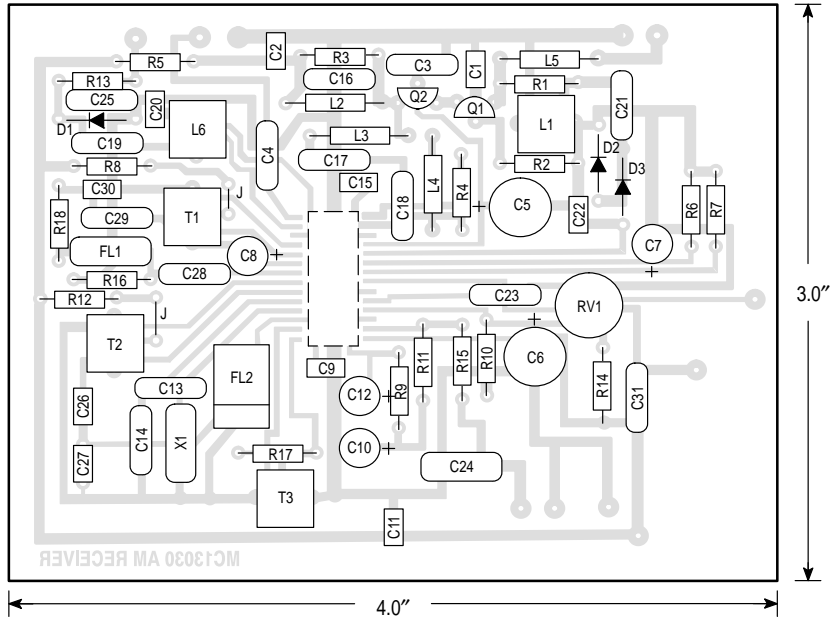 R5
C2
R3
C3
C1
L5
R13
C16
R1
C25
C20
L2
Q2
Q1
C21
D1
L6
L1
C19
C4
L3
D2
R8
C17
R2
D3
C30
J
C15
L4
R4
R18
C29
T1
C18
C5
C22
R6
R7
FL1
C8
C7
R16
C28
R12
J
C23
RV1
3.0″
T2
R11
R15
R10
C6
C9
FL2
C13
C12
R9
R14
C31
C26
C14
X1
C10
C27
R17
C24
T3
C11
MC13030 AM RECEIVER
4.0″